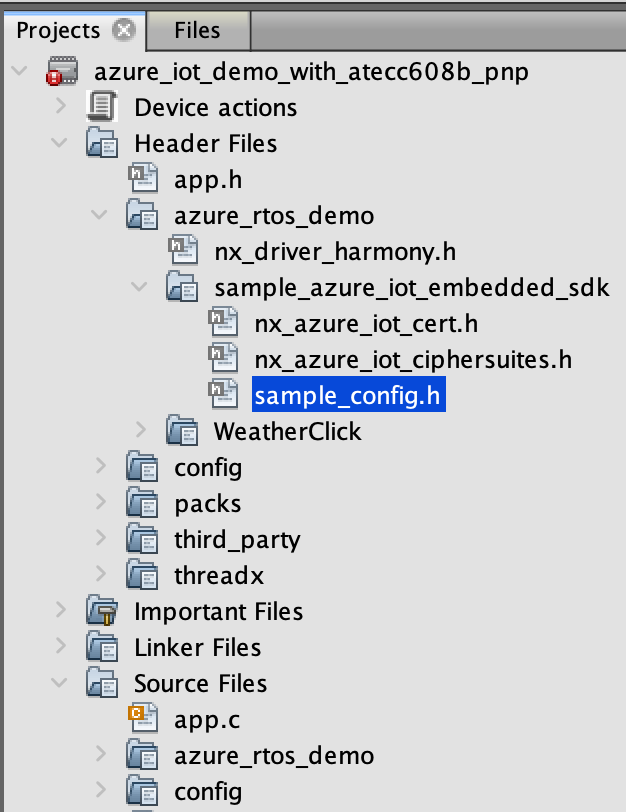 Projects Files
azure_iot_demo_with_atecc608b_pnp
Device actions
Header Files
app.h
azure_rtos_demo
nx_driver_harmony.h
sample_azure_iot_embedded_sdk
nx_azure_iot_cert.h
nx_azure_iot_ciphersuites.h
sample_config.h
WeatherClick
config
packs
third_party
threadx
Important Files
Linker Files
Source Files
app.c
azure_rtos_demo
config